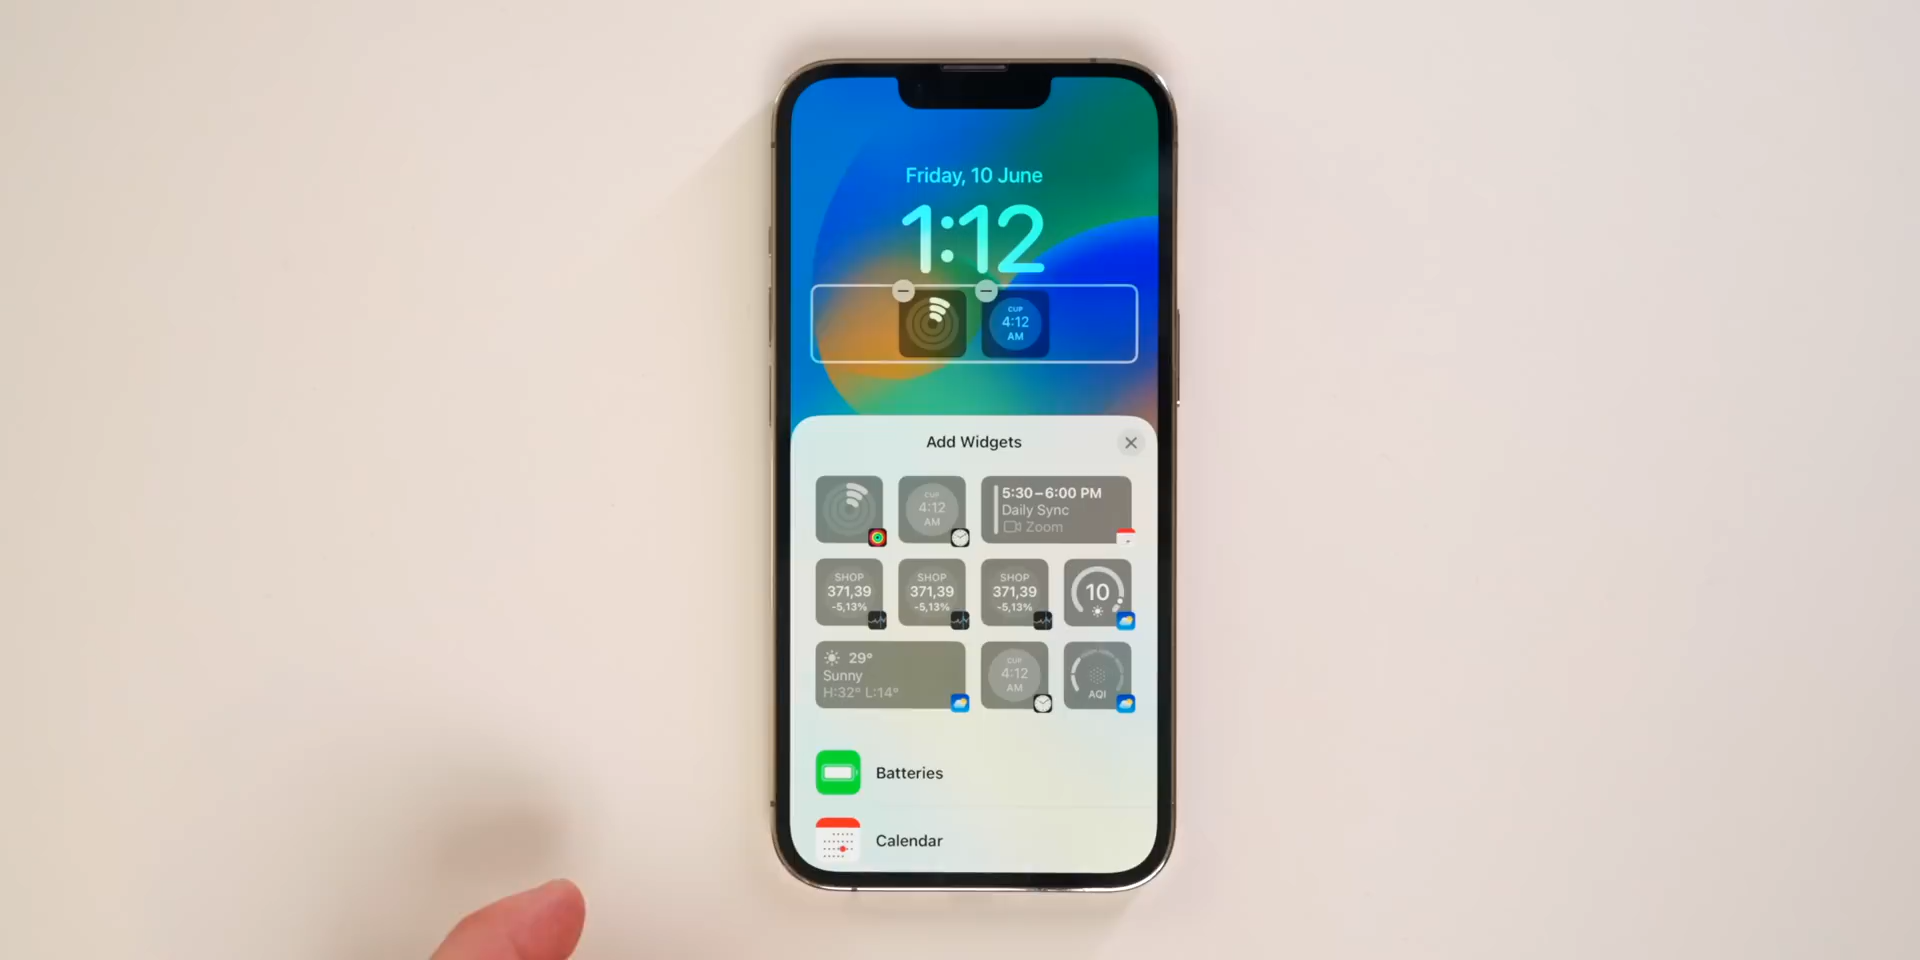 Friday, 10 June
1:12
CUP
4:12
AM
Add Widgets
CUP
4:12
AM
5:30–6:00 PM
Daily Sync
Zoom
SHOP
371,39
-5,13%
SHOP
371,39
-5,13%
SHOP
371,39
-5,13%
10
29°
Sunny
H:32° L:14°
CUP
4:12
AM
AQI
Batteries
Calendar